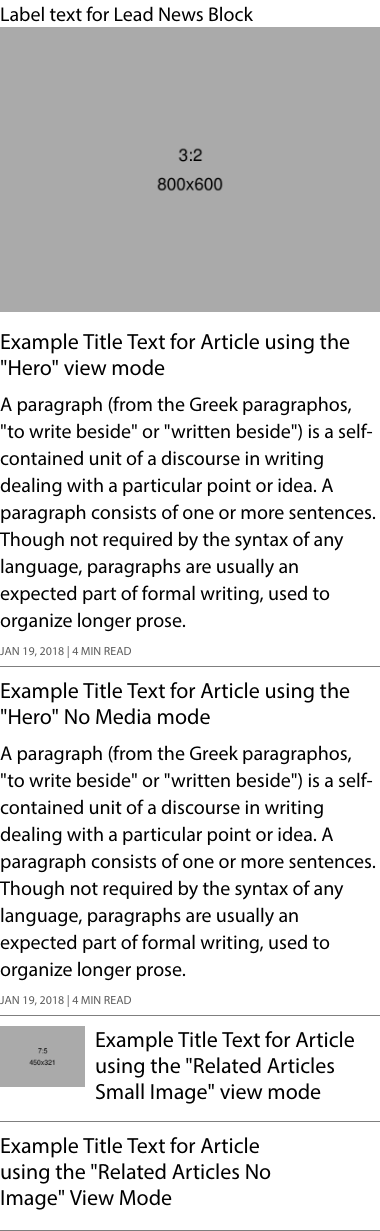 Label text for Lead News Block
3:2
800x600
Example Title Text for Article using the
"Hero" view mode
A paragraph (from the Greek paragraphos,
"to write beside" or "written beside") is a self-
contained unit of a discourse in writing
dealing with a particular point or idea. A
paragraph consists of one or more sentences.
Though not required by the syntax of any
language, paragraphs are usually an
expected part of formal writing, used to
organize longer prose.
JAN 19, 2018 | 4 MIN READ
Example Title Text for Article using the
"Hero" No Media mode
A paragraph (from the Greek paragraphos,
"to write beside" or "written beside") is a self-
contained unit of a discourse in writing
dealing with a particular point or idea. A
paragraph consists of one or more sentences.
Though not required by the syntax of any
language, paragraphs are usually an
expected part of formal writing, used to
organize longer prose.
JAN 19, 2018 | 4 MIN READ
7:5
450x321
Example Title Text for Article
using the "Related Articles
Small Image" view mode
Example Title Text for Article
using the "Related Articles No
Image" View Mode